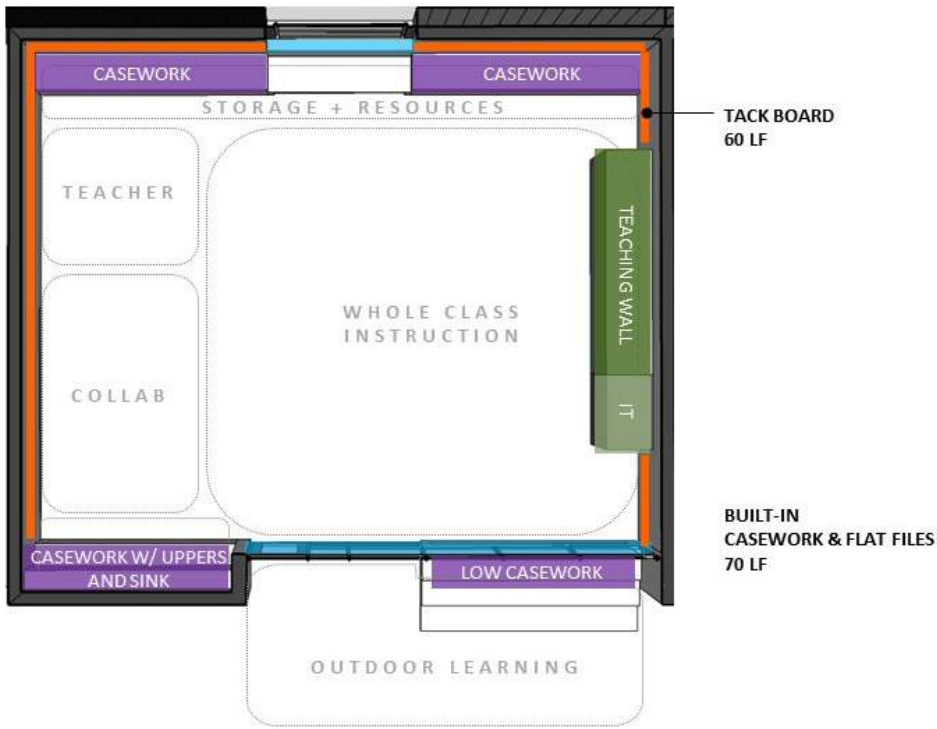 CASEWORK
CASEWORK
STORAGE + RESOURCES
TACK BOARD
60 LF
TEACHER
TEACHING WALL
WHOLE CLASS
INSTRUCTION
COLLAB
IT
BUILT-IN
CASEWORK & FLAT FILES
70 LF
CASEWORK W/ UPPERS
AND SINK
LOW CASEWORK
OUTDOOR LEARNING